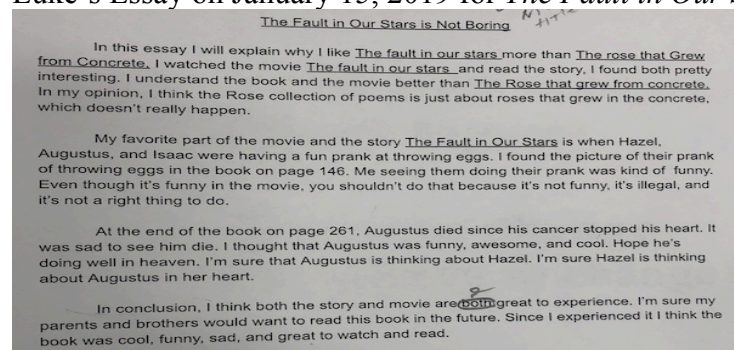 Luke's Essay on January 15, 2019 for The Fault in Our S
The Fault in Our Stars is Not Boring
title
In this essay I will explain why I like The fault in our stars more than The rose that Grew
from Concrete. I watched the movie The fault in our stars and read the story, I found both pretty
interesting. I understand the book and the movie better than The Rose that grew from concrete.
In my opinion, I think the Rose collection of poems is just about roses that grew in the concrete,
which doesn't really happen.
My favorite part of the movie and the story The Fault in Our Stars is when Hazel,
Augustus, and Isaac were having a fun prank at throwing eggs. I found the picture of their prank
of throwing eggs in the book on page 146. Me seeing them doing their prank was kind of funny.
Even though it's funny in the movie, you shouldn't do that because it's not funny, it's illegal, and
it's not a right thing to do.
At the end of the book on page 261, Augustus died since his cancer stopped his heart. It
was sad to see him die. I thought that Augustus was funny, awesome, and cool. Hope he's
doing well in heaven. I'm sure that Augustus is thinking about Hazel. I'm sure Hazel is thinking
about Augustus in her heart.
In conclusion, I think both the story and movie are both great to experience. I'm sure my
parents and brothers would want to read this book in the future. Since I experienced it I think the
book was cool, funny, sad, and great to watch and read.